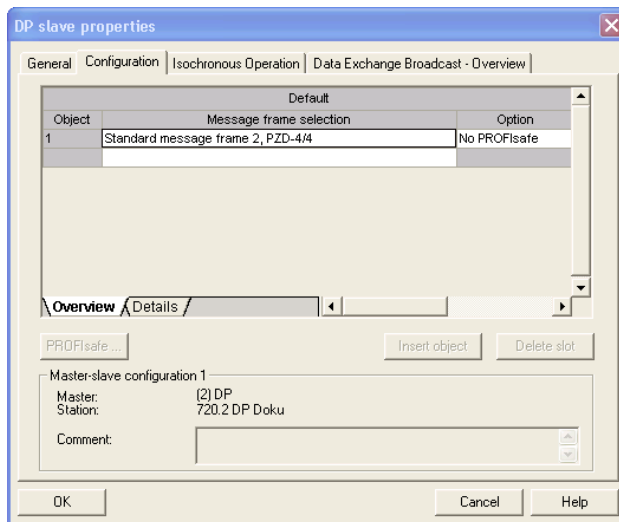 DP slave properties
General Configuration Isochronous Operation Data Exchange Broadcast - Overview
Default
Object Message frame selection Option
1 Standard message frame 2, PZD-4/4 No PROFIsafe
Overview Details
PROFIsafe ... Insert object Delete slot
Master-slave configuration 1
Master: (2) DP
Station: 720.2 DP Doku
Comment:
OK Cancel Help